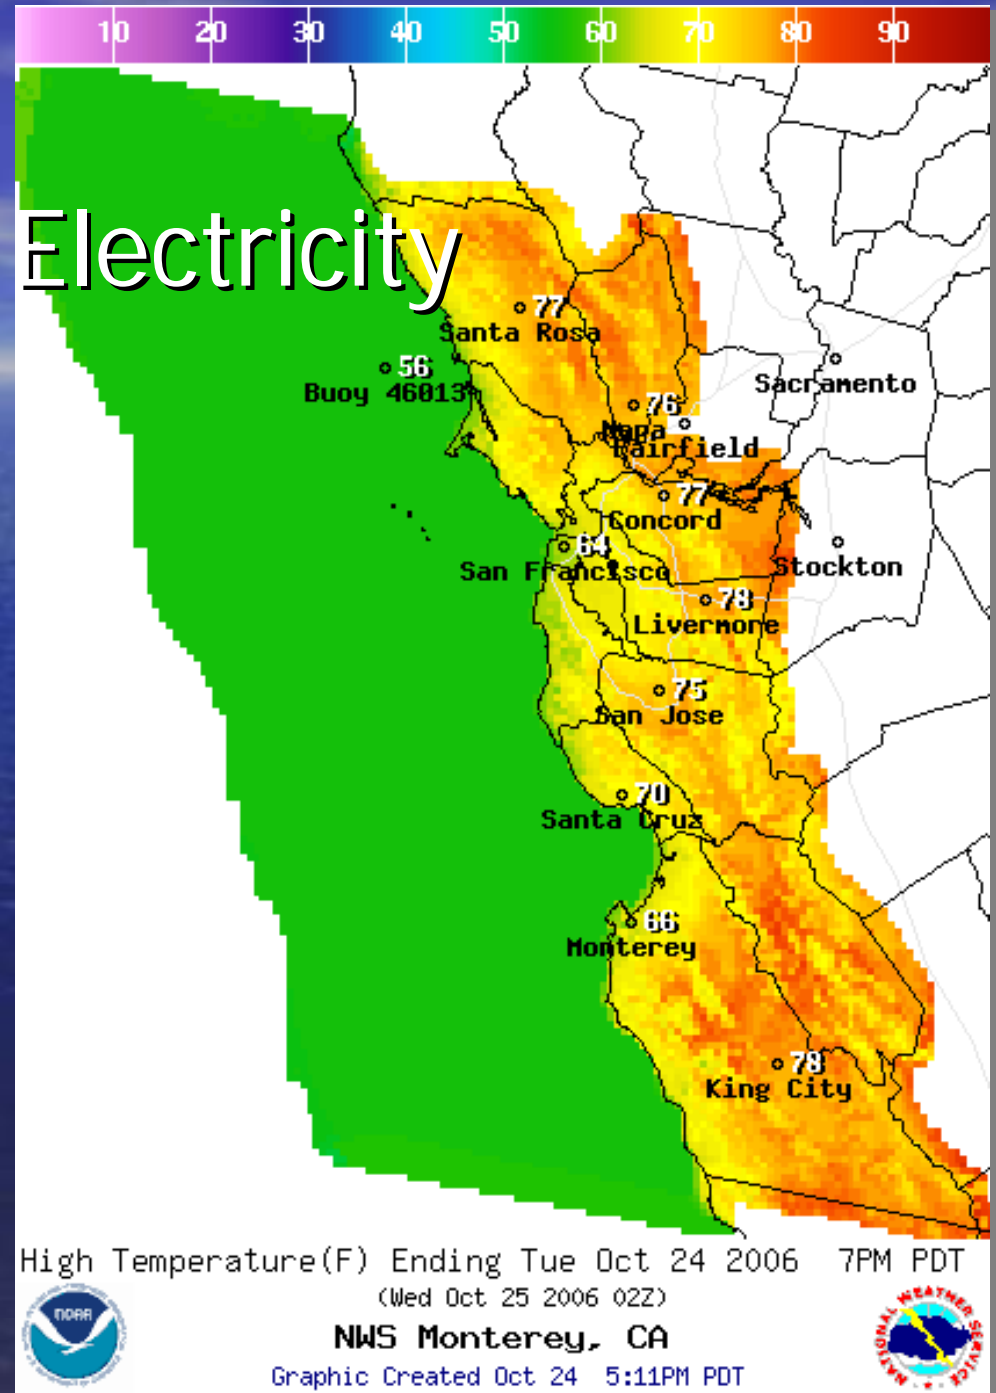 10 20 30 40 50 60 70 80 90
Electricity
77
Santa Rosa
56
Buoy 46013
Sacramento
76
Napa
Fairfield
77
Concord
64
San Francisco
Stockton
78
Livermore
75
San Jose
70
Santa Cruz
66
Monterey
78
King City
High Temperature(F) Ending Tue Oct 24 2006 7PM PDT
(Wed Oct 25 2006 02Z)
NWS Monterey, CA
Graphic Created Oct 24 5:11PM PDT
NOAA
NATIONAL WEATHER SERVICE